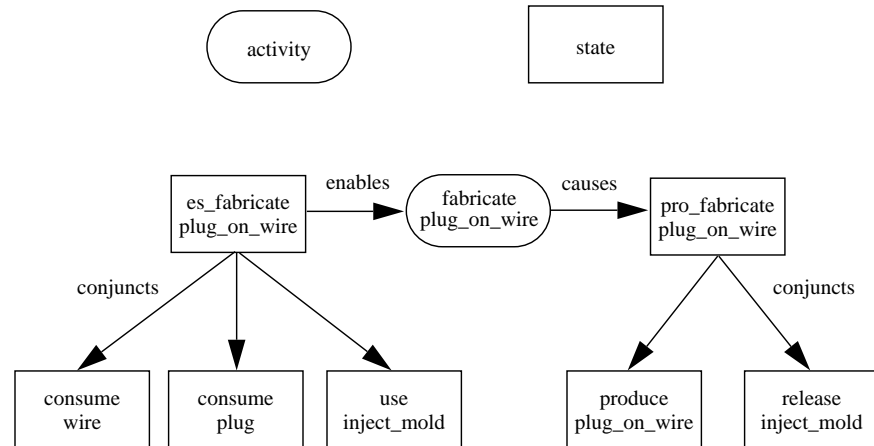 activity
state
enables
causes
es_fabricate
plug_on_wire
fabricate
plug_on_wire
pro_fabricate
plug_on_wire
conjuncts
conjuncts
consume
wire
consume
plug
use
inject_mold
produce
plug_on_wire
release
inject_mold